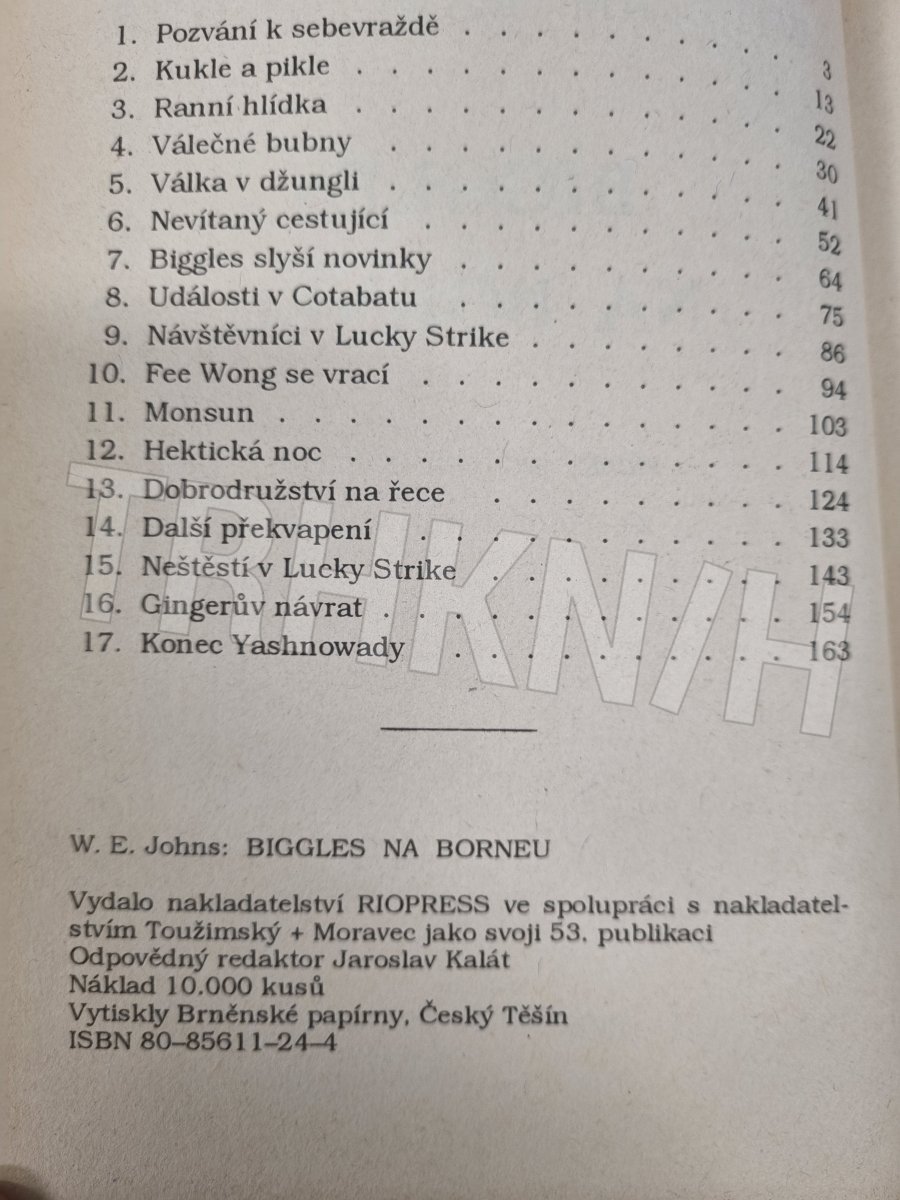 1. Pozvání k sebevraždě . . . . . . . . . 3
2. Kukle a pikle . . . . . . . . . . . . 13
3. Ranní hlídka . . . . . . . . . . . . 22
4. Válečné bubny . . . . . . . . . . . 30
5. Válka v džungli . . . . . . . . . . . 41
6. Nevítaný cestující . . . . . . . . . . 52
7. Biggles slyší novinky . . . . . . . . . 64
8. Události v Cotabatu . . . . . . . . . 75
9. Návštěvníci v Lucky Strike . . . . . . . 86
10. Fee Wong se vrací . . . . . . . . . . 94
11. Monsun . . . . . . . . . . . . . . 103
12. Hektická noc . . . . . . . . . . . . 114
13. Dobrodružství na řece . . . . . . . . 124
14. Další překvapení . . . . . . . . . . 133
15. Neštěstí v Lucky Strike . . . . . . . . 143
16. Gingerův návrat . . . . . . . . . . . 154
17. Konec Yashnowady . . . . . . . . . 163
TRHKNIH
W. E. Johns: BIGGLES NA BORNEU
Vydalo nakladatelství RIOPRESS ve spolupráci s nakladatel-
stvím Toužimský + Moravec jako svoji 53. publikaci
Odpovědný redaktor Jaroslav Kalát
Náklad 10.000 kusů
Vytiskly Brněnské papírny, Český Těšín
ISBN 80–85611–24–4